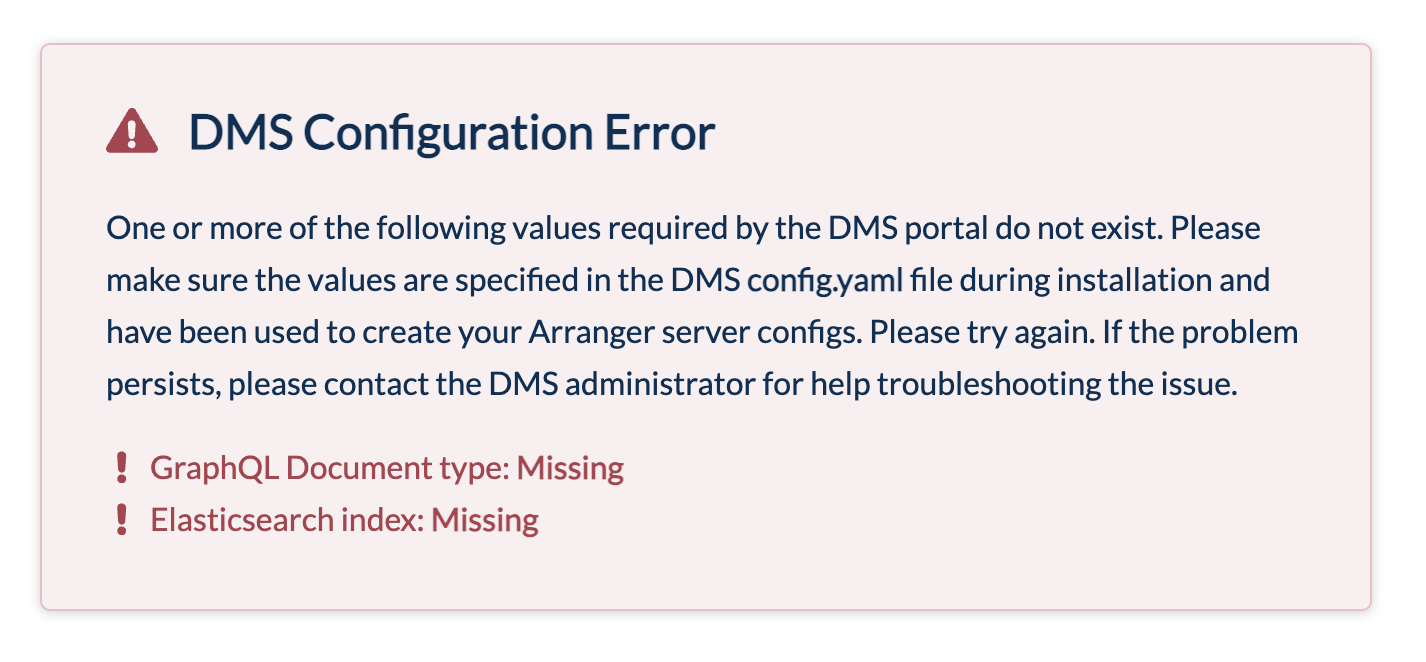 DMS Configuration Error
One or more of the following values required by the DMS portal do not exist. Please
make sure the values are specified in the DMS config.yaml file during installation and
have been used to create your Arranger server configs. Please try again. If the problem
persists, please contact the DMS administrator for help troubleshooting the issue.
GraphQL Document type: Missing
Elasticsearch index: Missing